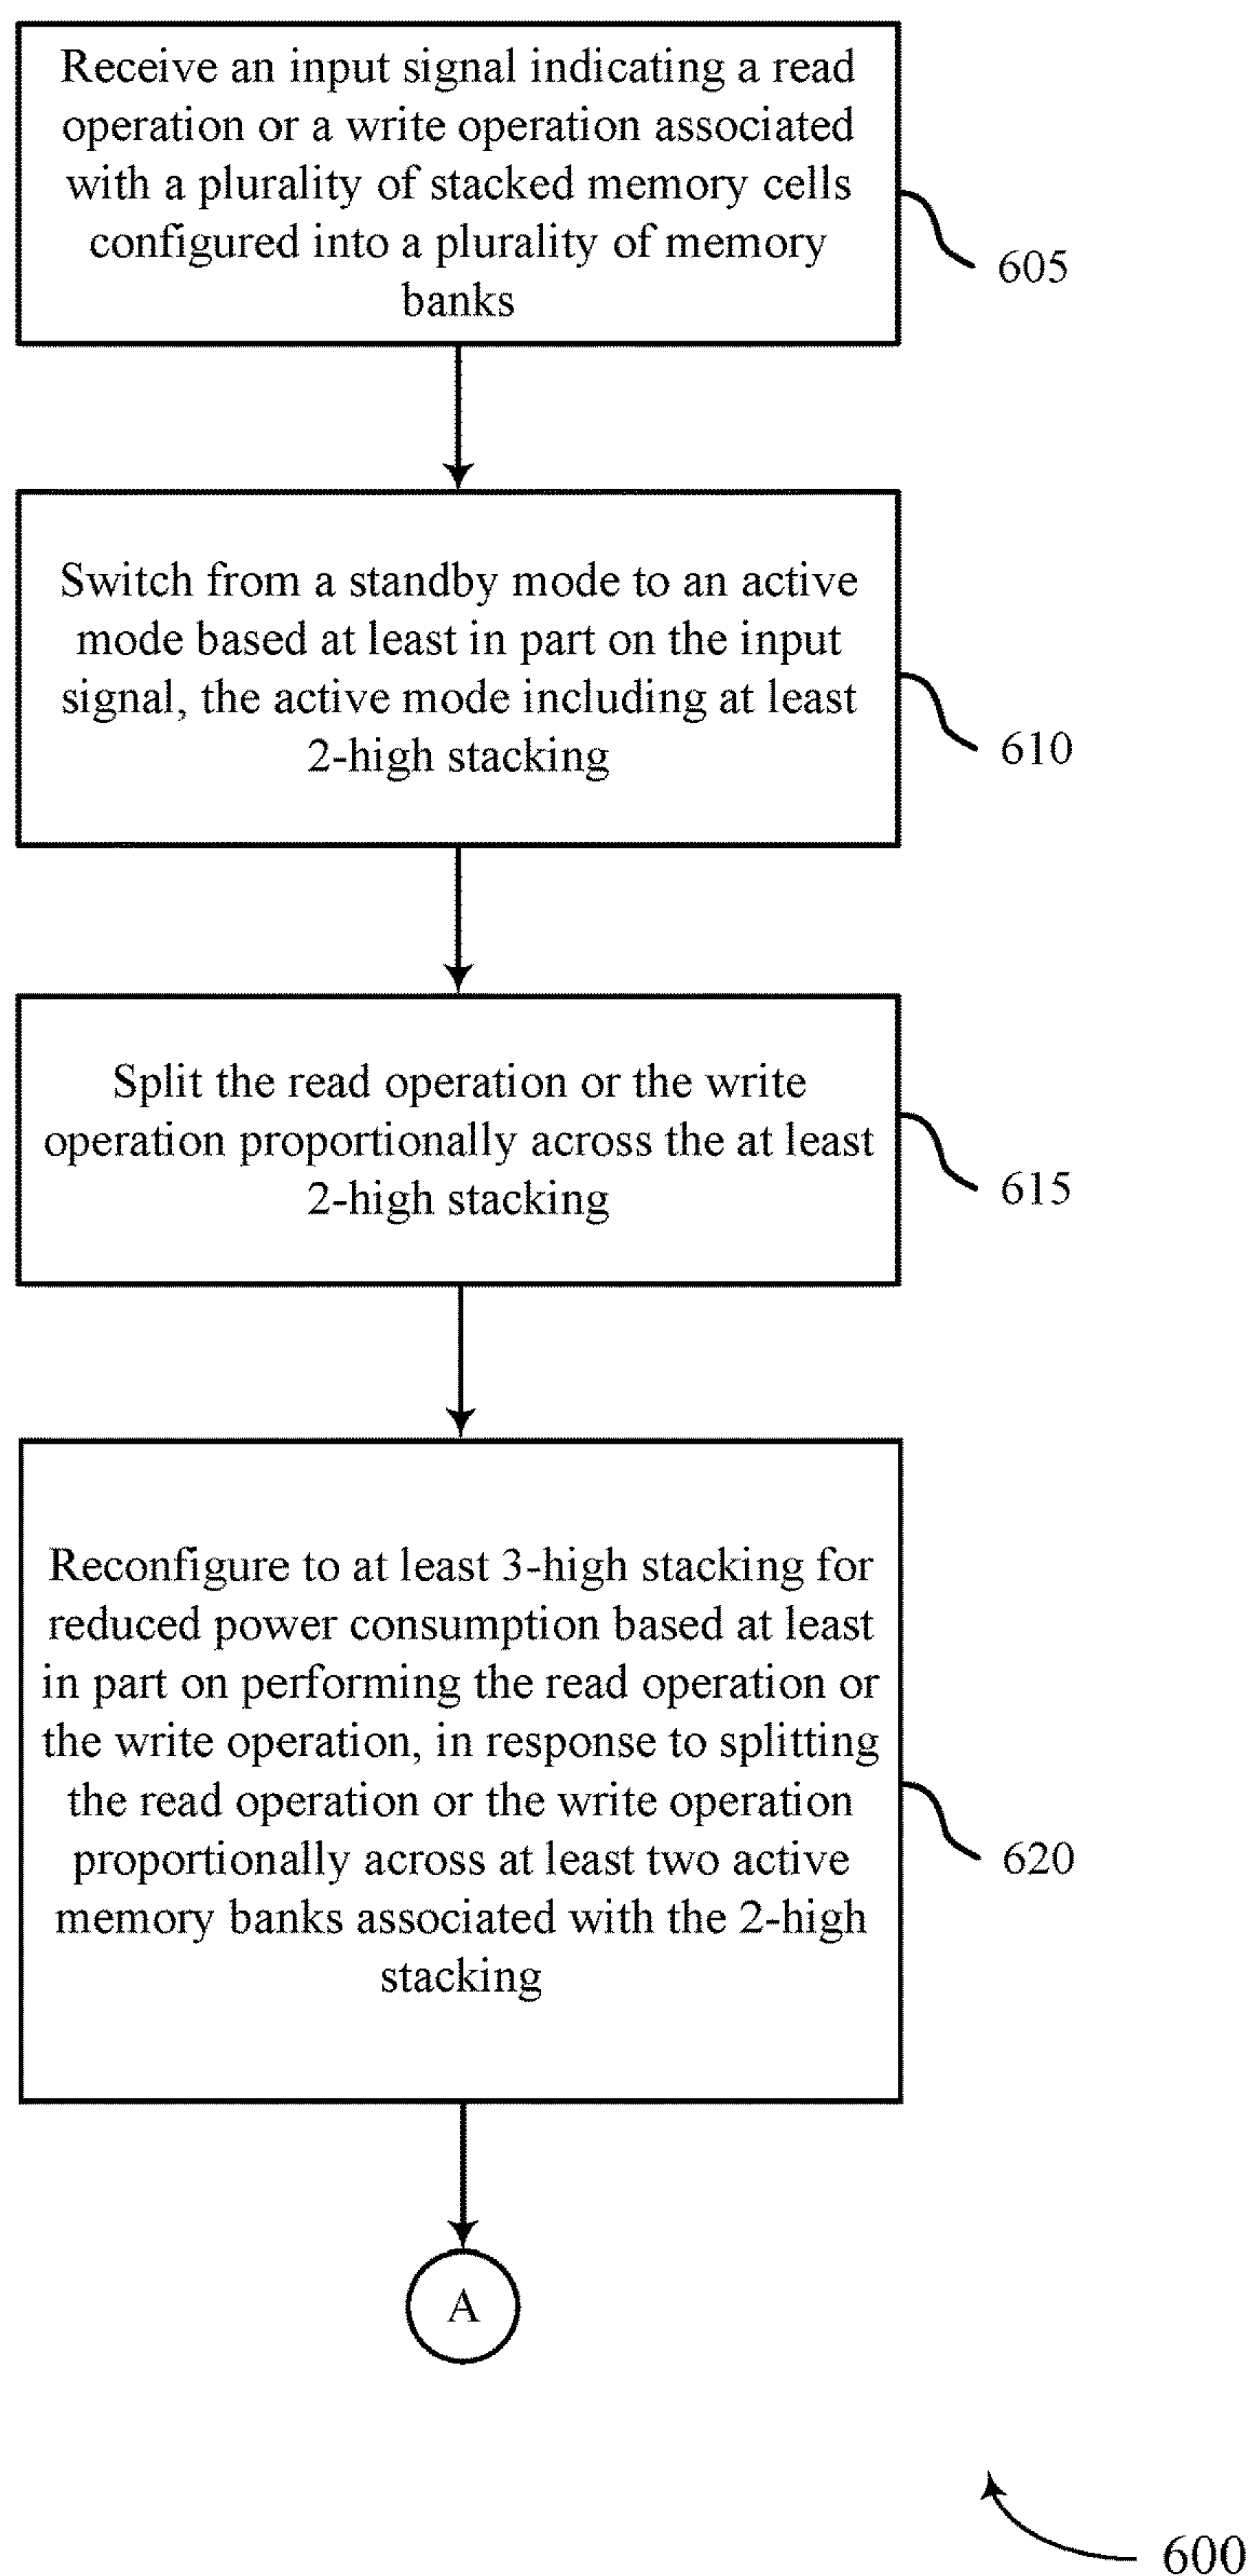 Receive an input signal indicating a read
operation or a write operation associated
with a plurality of stacked memory cells
configured into a plurality of memory
banks
605
Switch from a standby mode to an active
mode based at least in part on the input
signal, the active mode including at least
2-high stacking
610
Split the read operation or the write
operation proportionally across the at least
2-high stacking
615
Reconfigure to at least 3-high stacking for
reduced power consumption based at least
in part on performing the read operation or
the write operation, in response to splitting
the read operation or the write operation
proportionally across at least two active
memory banks associated with the 2-high
stacking
620
A
600